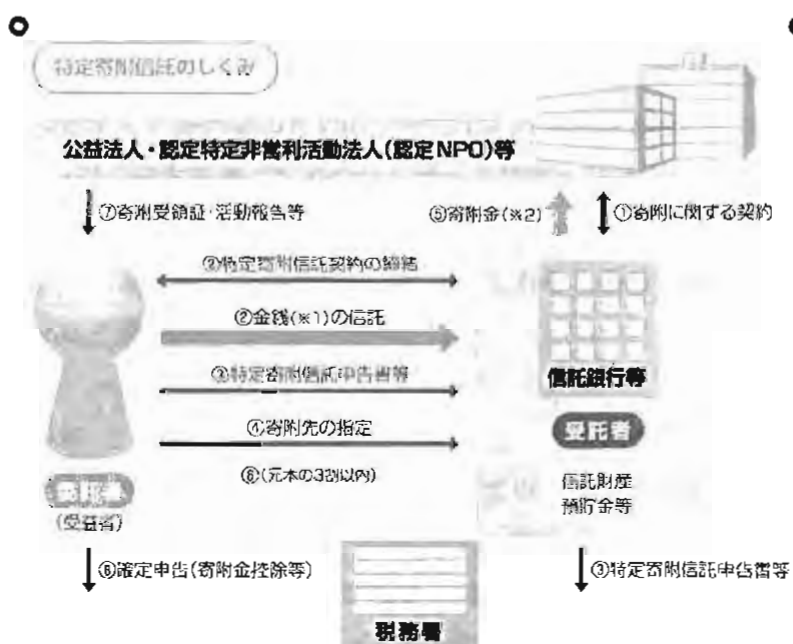 特定寄附信託のしくみ
公益法人・認定特定非営利活動法人(認定NPO)等
⑦寄附受領証・活動報告等
⑤寄附金(※2)
①寄附に関する契約
②特定寄附信託契約の締結
②金銭(※1)の信託
③特定寄附信託申告書等
④寄附先の指定
⑥(元本の3割以内)
信託銀行等
受託者
信託財産
預貯金等
委託者
(受益者)
⑧確定申告(寄附金控除等)
③特定寄附信託申告書等
税務署